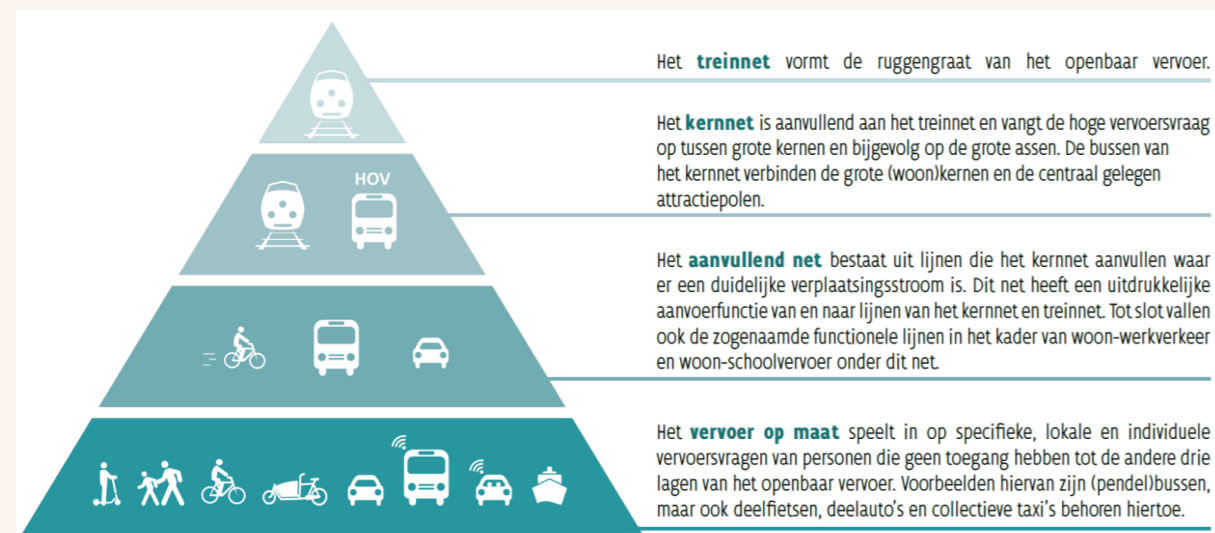 Het treinnet vormt de ruggengraat van het openbaar vervoer.
Het kernnet is aanvullend aan het treinnet en vangt de hoge vervoersvraag
op tussen grote kernen en bijgevolg op de grote assen. De bussen van
het kernnet verbinden de grote (woon)kernen en de centraal gelegen
attractiepolen.
HOV
Het aanvullend net bestaat uit lijnen die het kernnet aanvullen waar
er een duidelijke verplaatsingsstroom is. Dit net heeft een uitdrukkelijke
aanvoerfunctie van en naar lijnen van het kernnet en treinnet. Tot slot vallen
ook de zogenaamde functionele lijnen in het kader van woon-werkverkeer
en woon-schoolvervoer onder dit net.
Het vervoer op maat speelt in op specifieke, lokale en individuele
vervoersvragen van personen die geen toegang hebben tot de andere drie
lagen van het openbaar vervoer. Voorbeelden hiervan zijn (pendel)bussen,
maar ook deelfietsen, deelauto's en collectieve taxi's behoren hiertoe.